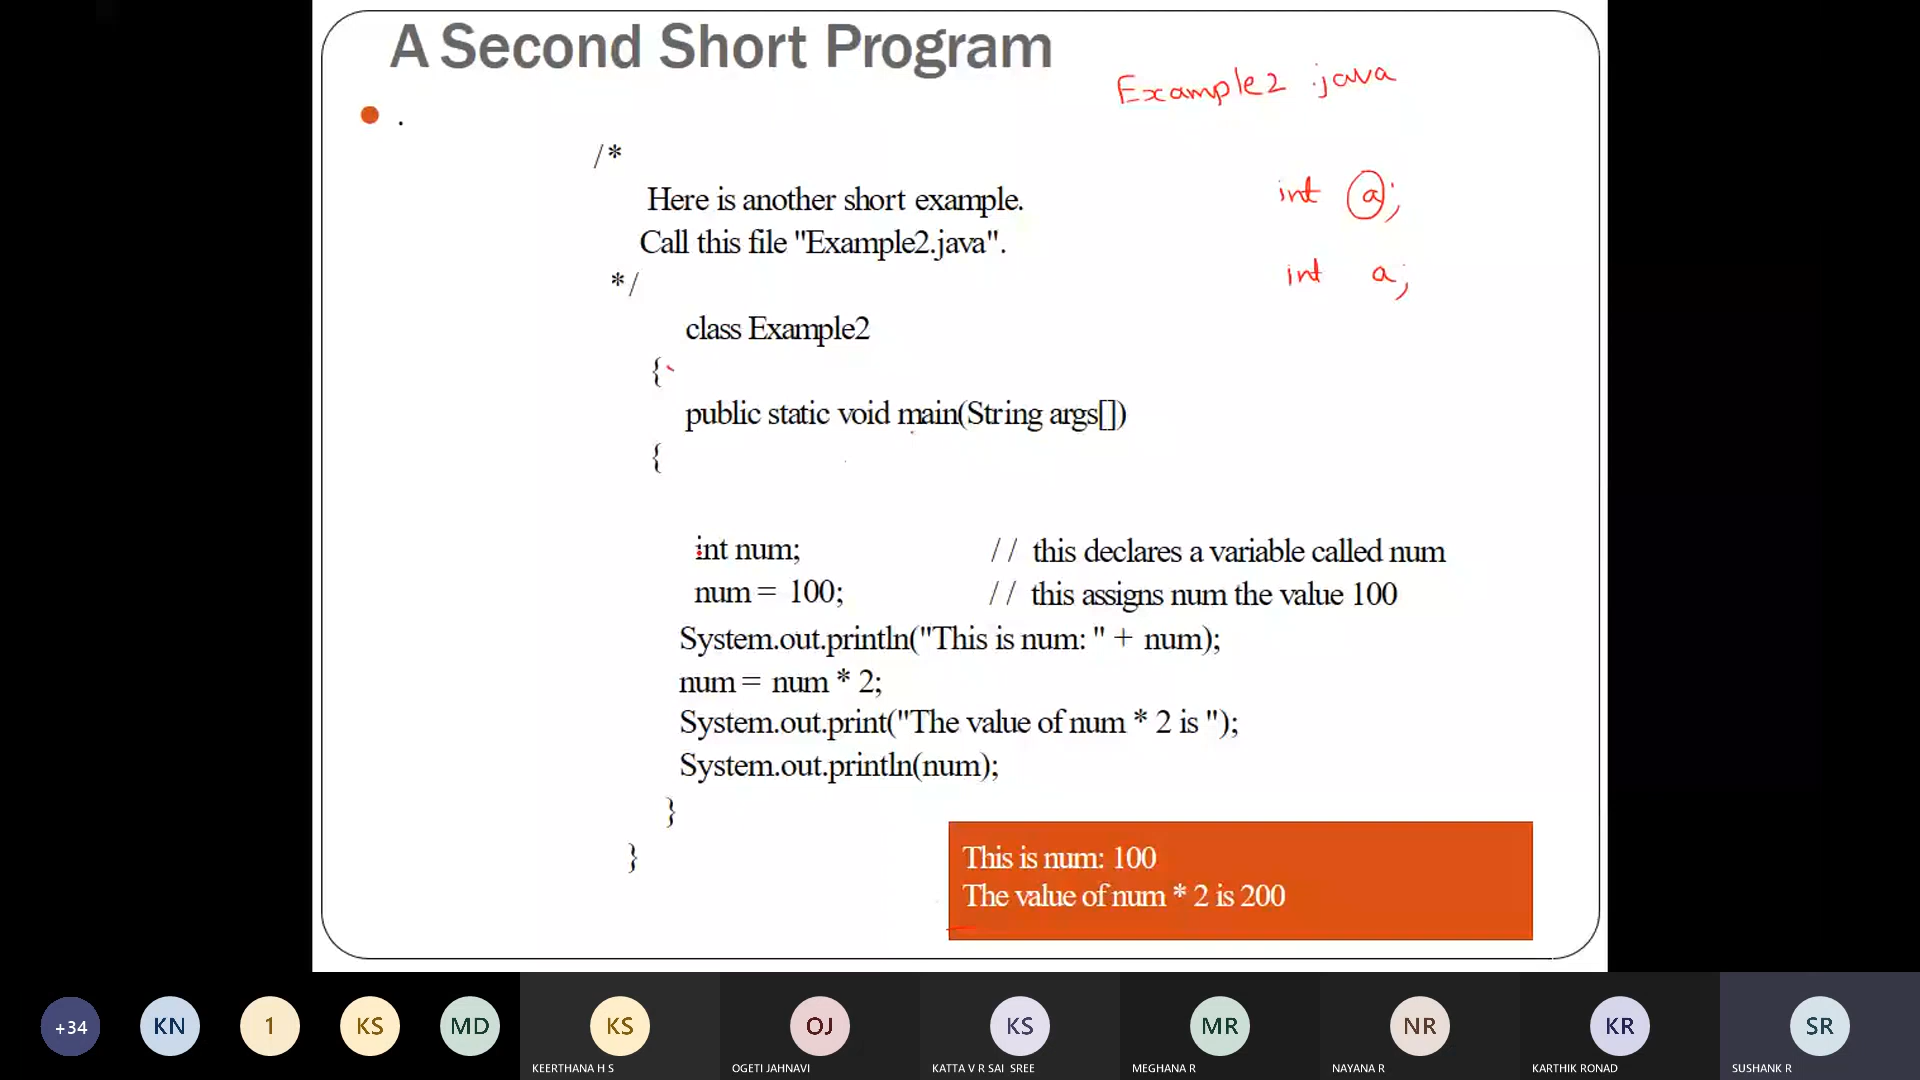 A Second Short Program
Example2 .java
.
/*
Here is another short example.
Call this file "Example2.java".
*/
int a;
int a;
class Example2
{
public static void main(String args[])
{
int num; // this declares a variable called num
num = 100; // this assigns num the value 100
System.out.println("This is num: " + num);
num = num * 2;
System.out.print("The value of num * 2 is ");
System.out.println(num);
}
}
This is num: 100
The value of num * 2 is 200
+34 KN 1 KS MD KS OJ KS MR NR KR SR
KEERTHANA H S OGETI JAHNAVI KATTA V R SAI SREE MEGHANA R NAYANA R KARTHIK RONAD SUSHANK R